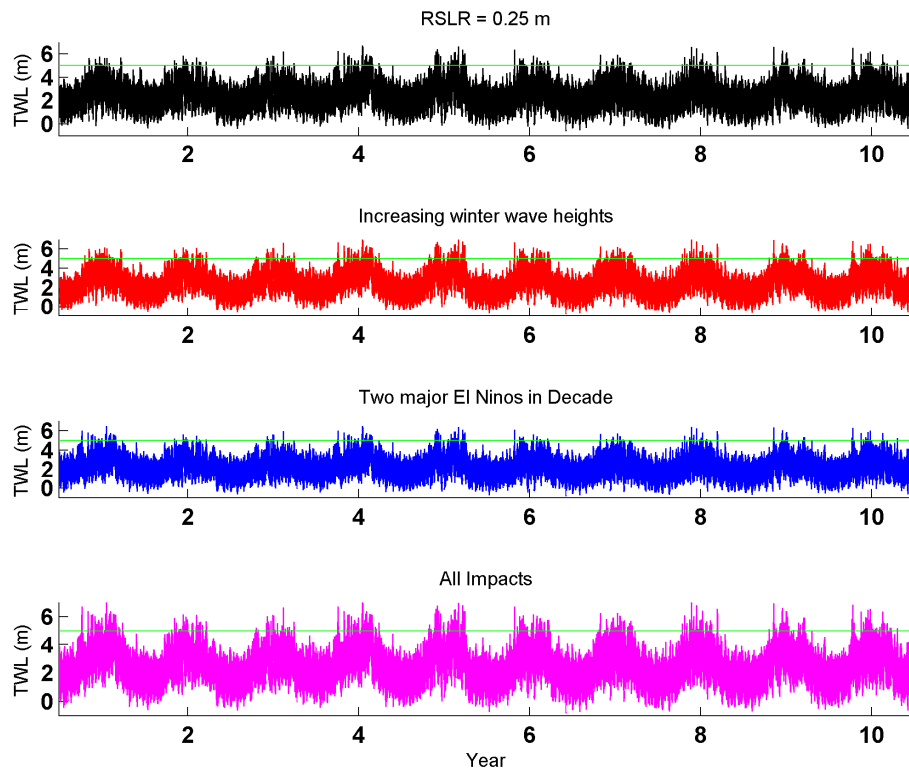 RSLR = 0.25 m
TWL (m)
6
4
2
0
2 4 6 8 10
Increasing winter wave heights
TWL (m)
6
4
2
0
2 4 6 8 10
Two major El Ninos in Decade
TWL (m)
6
4
2
0
2 4 6 8 10
All Impacts
TWL (m)
6
4
2
0
2 4 6 8 10
Year